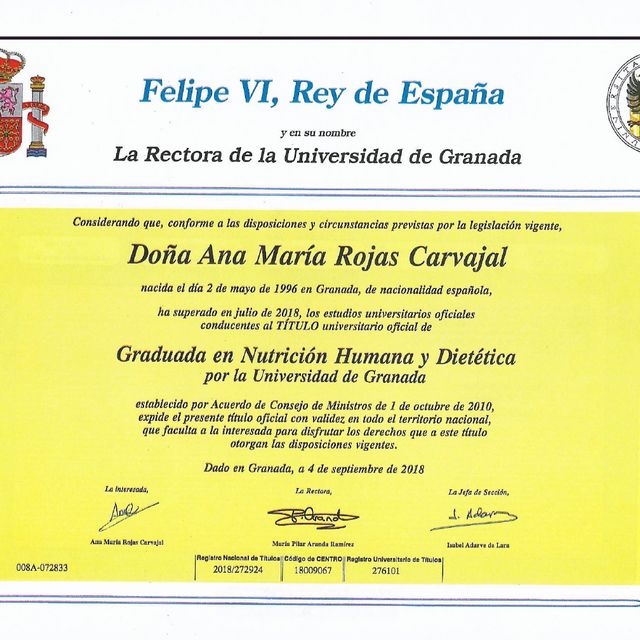 Felipe VI, Rey de España
y en su nombre
La Rectora de la Universidad de Granada
Considerando que, conforme a las disposiciones y circunstancias previstas por la legislación vigente,
Doña Ana María Rojas Carvajal
nacida el día 2 de mayo de 1996 en Granada, de nacionalidad española,
ha superado en julio de 2018, los estudios universitarios oficiales
conducentes al TÍTULO universitario oficial de
Graduada en Nutrición Humana y Dietética
por la Universidad de Granada
establecido por Acuerdo de Consejo de Ministros de 1 de octubre de 2010,
expide el presente título oficial con validez en todo el territorio nacional,
que faculta a la interesada para disfrutar los derechos que a este título
otorgan las disposiciones vigentes.
Dado en Granada, a 4 de septiembre de 2018
La interesada, La Rectora, La Jefa de Sección,
Ana María Rojas Carvajal María Pilar Aranda Ramírez Isabel Adarve de Lara
Registro Nacional de Títulos Código de CENTRO Registro Universitario de Títulos
008A-072833 2018/272924 18009067 276101